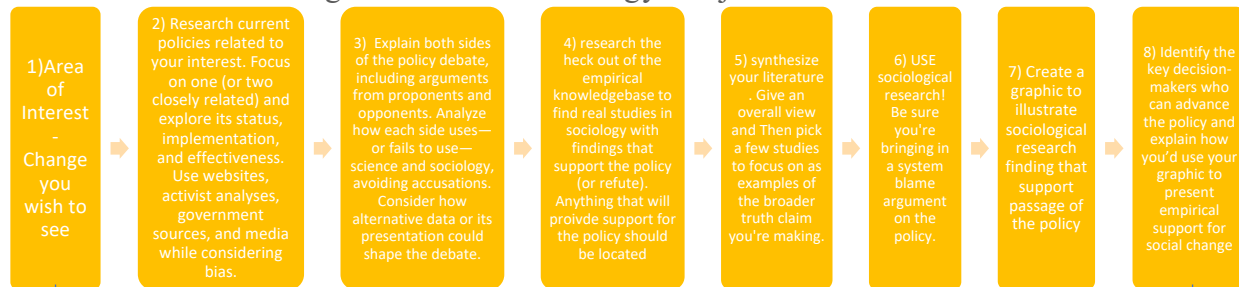 1)Area
of
Interest
-
Change
you
wish to
see
2) Research current
policies related to
your interest. Focus
on one (or two
closely related) and
explore its status,
implementation,
and effectiveness.
Use websites,
activist analyses,
government
sources, and media
while considering
bias.
3) Explain both sides
of the policy debate,
including arguments
from proponents and
opponents. Analyze
how each side uses—
or fails to use—
science and sociology,
avoiding accusations.
Consider how
alternative data or its
presentation could
shape the debate.
4) research the
heck out of the
empirical
knowledgebase to
find real studies in
sociology with
findings that
support the policy
(or refute).
Anything that will
proivde support for
the policy should
be located
5) synthesize
your literature
. Give an
overall view
and Then pick
a few studies
to focus on as
examples of
the broader
truth claim
you're making.
6) USE
sociological
research!
Be sure
you're
bringing in
a system
blame
argument
on the
policy.
7) Create a
graphic to
illustrate
sociological
research
finding that
support
passage of
the policy
8) Identify the
key decision-
makers who
can advance
the policy and
explain how
you'd use your
graphic to
present
empirical
support for
social change